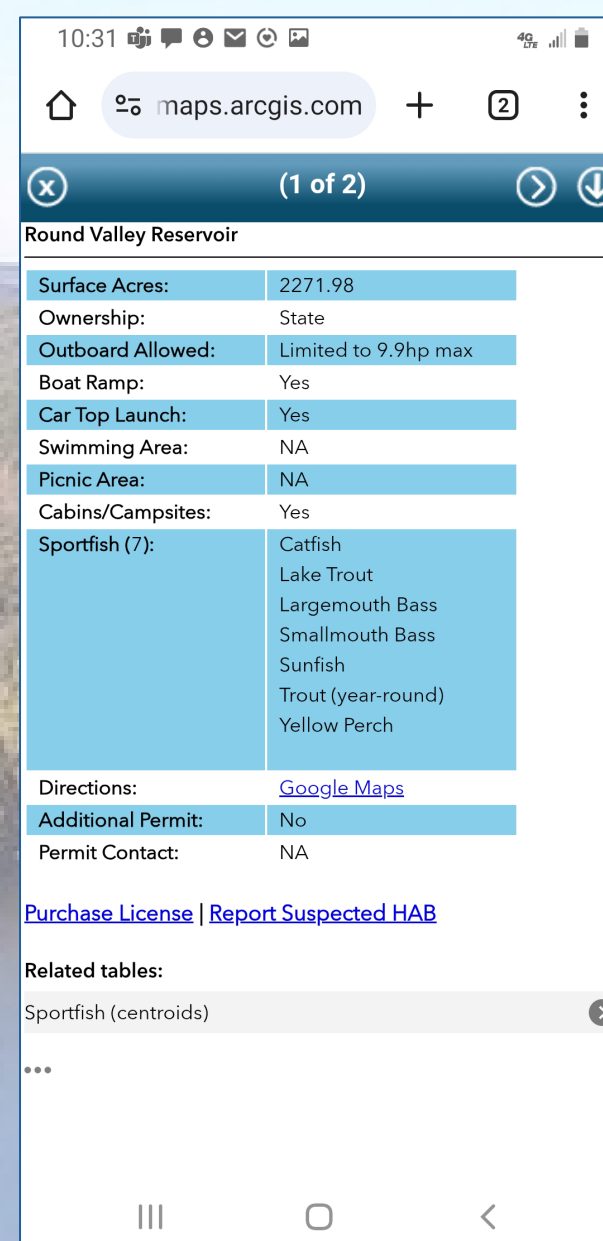 10:31
4G LTE
maps.arcgis.com
2
(1 of 2)
Round Valley Reservoir
Surface Acres: 2271.98
Ownership: State
Outboard Allowed: Limited to 9.9hp max
Boat Ramp: Yes
Car Top Launch: Yes
Swimming Area: NA
Picnic Area: NA
Cabins/Campsites: Yes
Sportfish (7): Catfish
Lake Trout
Largemouth Bass
Smallmouth Bass
Sunfish
Trout (year-round)
Yellow Perch
Directions: Google Maps
Additional Permit: No
Permit Contact: NA
Purchase License | Report Suspected HAB
Related tables:
Sportfish (centroids)